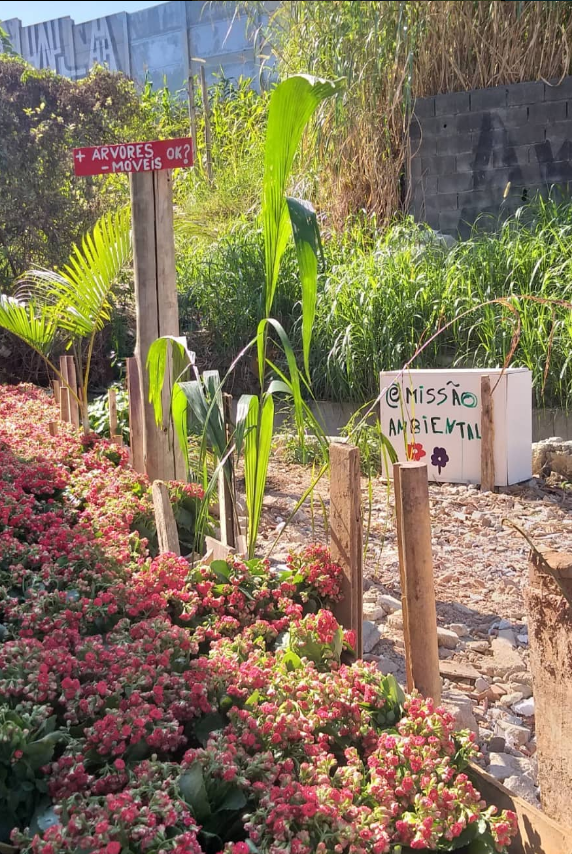 + ÁRVORES OK?
- MÓVEIS
@MISSÃO
AMBIENTAL